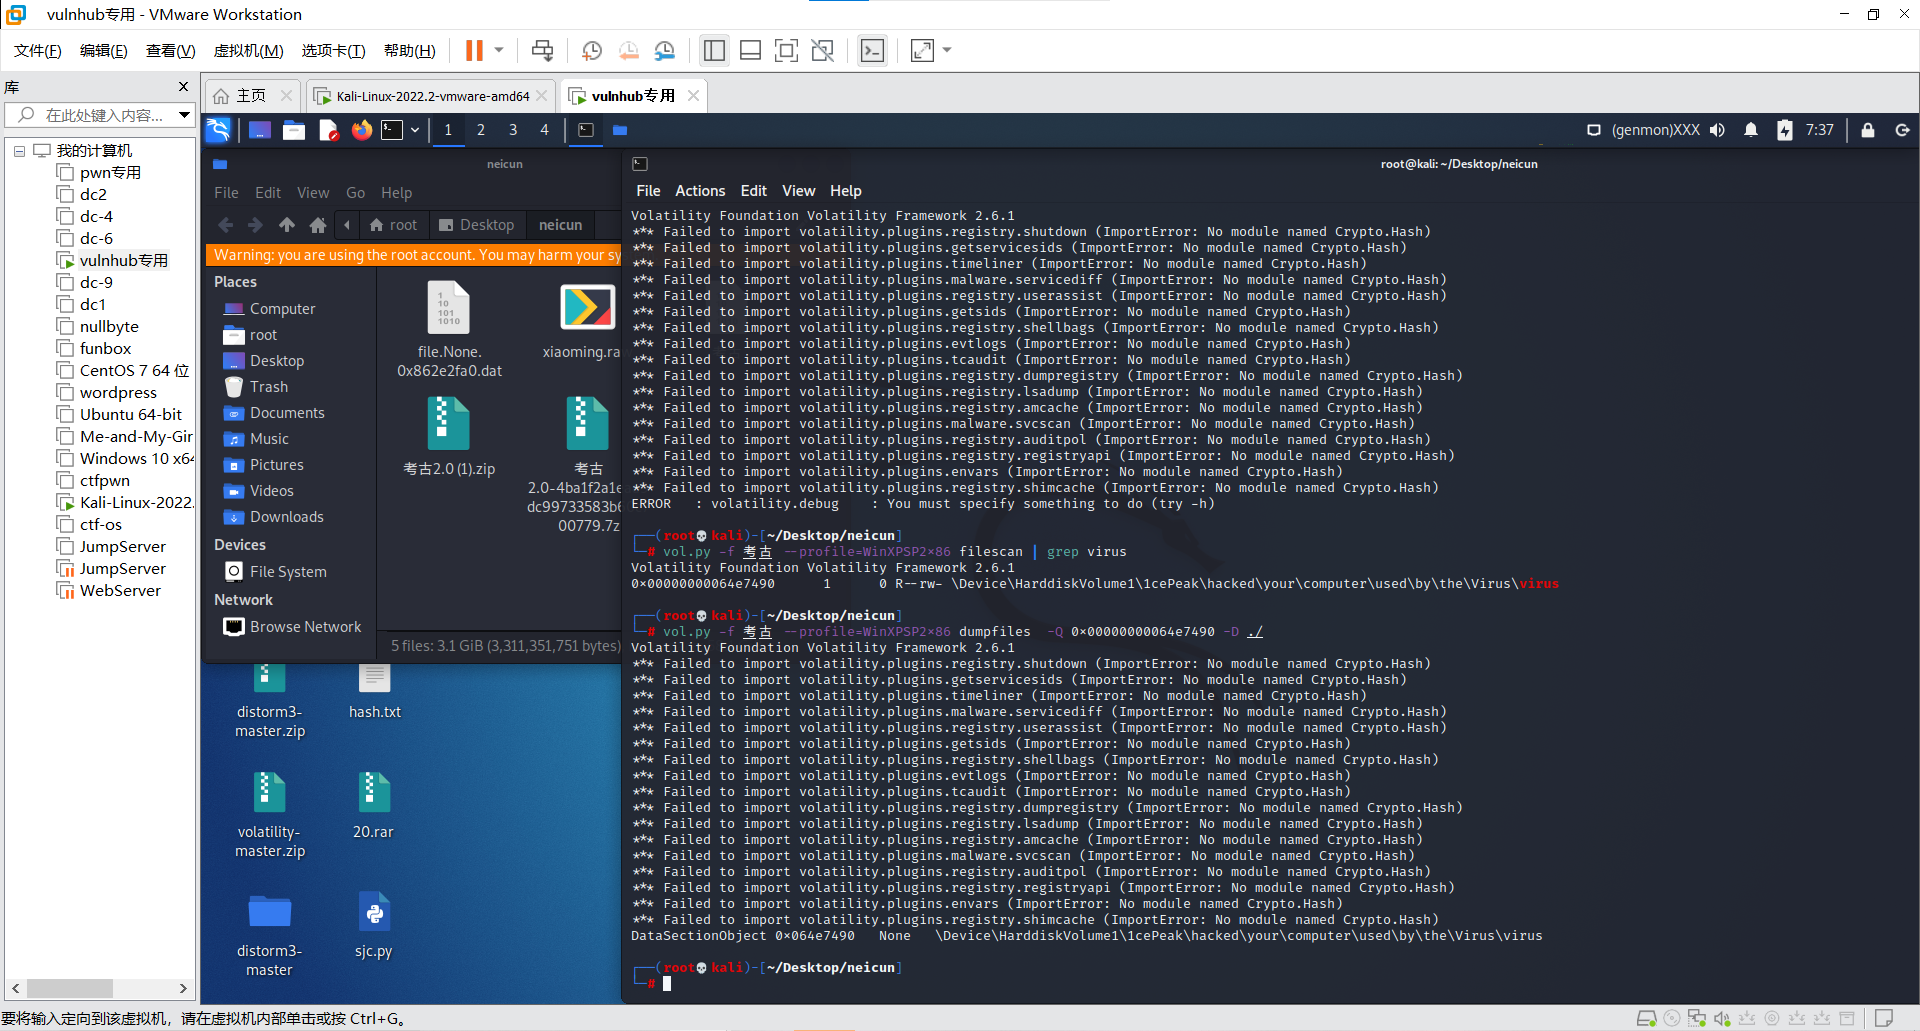 vulnhub专用 - VMware Workstation
文件(F) 编辑(E) 查看(V) 虚拟机(M) 选项卡(T) 帮助(H)
库
在此处键入内容...
我的计算机
pwn专用
dc2
dc-4
dc-6
vulnhub专用
dc-9
dc1
nullbyte
funbox
CentOS 7 64 位
wordpress
Ubuntu 64-bit
Me-and-My-Gir
Windows 10 x64
ctfpwn
Kali-Linux-2022.
ctf-os
JumpServer
JumpServer
WebServer
主页 Kali-Linux-2022.2-vmware-amd64 vulnhub专用
1 2 3 4 (genmon)XXX 7:37
neicun
File Edit View Go Help
root Desktop neicun
Warning: you are using the root account. You may harm your sy
Places
Computer
root
Desktop
Trash
Documents
Music
Pictures
Videos
Downloads
Devices
File System
Network
Browse Network
file.None.
0x862e2fa0.dat
xiaoming.ra
考古2.0 (1).zip
考古
2.0-4ba1f2a1e
dc99733583b6
00779.7z
5 files: 3.1 GiB (3,311,351,751 bytes)
distorm3-
master.zip
hash.txt
volatility-
master.zip
20.rar
distorm3-
master
sjc.py
root@kali: ~/Desktop/neicun
File Actions Edit View Help
Volatility Foundation Volatility Framework 2.6.1
*** Failed to import volatility.plugins.registry.shutdown (ImportError: No module named Crypto.Hash)
*** Failed to import volatility.plugins.getservicesids (ImportError: No module named Crypto.Hash)
*** Failed to import volatility.plugins.timeliner (ImportError: No module named Crypto.Hash)
*** Failed to import volatility.plugins.malware.servicediff (ImportError: No module named Crypto.Hash)
*** Failed to import volatility.plugins.registry.userassist (ImportError: No module named Crypto.Hash)
*** Failed to import volatility.plugins.getsids (ImportError: No module named Crypto.Hash)
*** Failed to import volatility.plugins.registry.shellbags (ImportError: No module named Crypto.Hash)
*** Failed to import volatility.plugins.evtlogs (ImportError: No module named Crypto.Hash)
*** Failed to import volatility.plugins.tcaudit (ImportError: No module named Crypto.Hash)
*** Failed to import volatility.plugins.registry.dumpregistry (ImportError: No module named Crypto.Hash)
*** Failed to import volatility.plugins.registry.lsadump (ImportError: No module named Crypto.Hash)
*** Failed to import volatility.plugins.registry.amcache (ImportError: No module named Crypto.Hash)
*** Failed to import volatility.plugins.malware.svcscan (ImportError: No module named Crypto.Hash)
*** Failed to import volatility.plugins.registry.auditpol (ImportError: No module named Crypto.Hash)
*** Failed to import volatility.plugins.registry.registryapi (ImportError: No module named Crypto.Hash)
*** Failed to import volatility.plugins.envars (ImportError: No module named Crypto.Hash)
*** Failed to import volatility.plugins.registry.shimcache (ImportError: No module named Crypto.Hash)
ERROR : volatility.debug : You must specify something to do (try -h)
┌──(root💀kali)-[~/Desktop/neicun]
└─# vol.py -f 考古 --profile=WinXPSP2×86 filescan | grep virus
Volatility Foundation Volatility Framework 2.6.1
0×00000000064e7490 1 0 R--rw- \Device\HarddiskVolume1\1cePeak\hacked\your\computer\used\by\the\Virus\virus
┌──(root💀kali)-[~/Desktop/neicun]
└─# vol.py -f 考古 --profile=WinXPSP2×86 dumpfiles -Q 0×00000000064e7490 -D ./
Volatility Foundation Volatility Framework 2.6.1
*** Failed to import volatility.plugins.registry.shutdown (ImportError: No module named Crypto.Hash)
*** Failed to import volatility.plugins.getservicesids (ImportError: No module named Crypto.Hash)
*** Failed to import volatility.plugins.timeliner (ImportError: No module named Crypto.Hash)
*** Failed to import volatility.plugins.malware.servicediff (ImportError: No module named Crypto.Hash)
*** Failed to import volatility.plugins.registry.userassist (ImportError: No module named Crypto.Hash)
*** Failed to import volatility.plugins.getsids (ImportError: No module named Crypto.Hash)
*** Failed to import volatility.plugins.registry.shellbags (ImportError: No module named Crypto.Hash)
*** Failed to import volatility.plugins.evtlogs (ImportError: No module named Crypto.Hash)
*** Failed to import volatility.plugins.tcaudit (ImportError: No module named Crypto.Hash)
*** Failed to import volatility.plugins.registry.dumpregistry (ImportError: No module named Crypto.Hash)
*** Failed to import volatility.plugins.registry.lsadump (ImportError: No module named Crypto.Hash)
*** Failed to import volatility.plugins.registry.amcache (ImportError: No module named Crypto.Hash)
*** Failed to import volatility.plugins.malware.svcscan (ImportError: No module named Crypto.Hash)
*** Failed to import volatility.plugins.registry.auditpol (ImportError: No module named Crypto.Hash)
*** Failed to import volatility.plugins.registry.registryapi (ImportError: No module named Crypto.Hash)
*** Failed to import volatility.plugins.envars (ImportError: No module named Crypto.Hash)
*** Failed to import volatility.plugins.registry.shimcache (ImportError: No module named Crypto.Hash)
DataSectionObject 0×064e7490 None \Device\HarddiskVolume1\1cePeak\hacked\your\computer\used\by\the\Virus\virus
┌──(root💀kali)-[~/Desktop/neicun]
└─#
要将输入定向到该虚拟机，请在虚拟机内部单击或按 Ctrl+G。